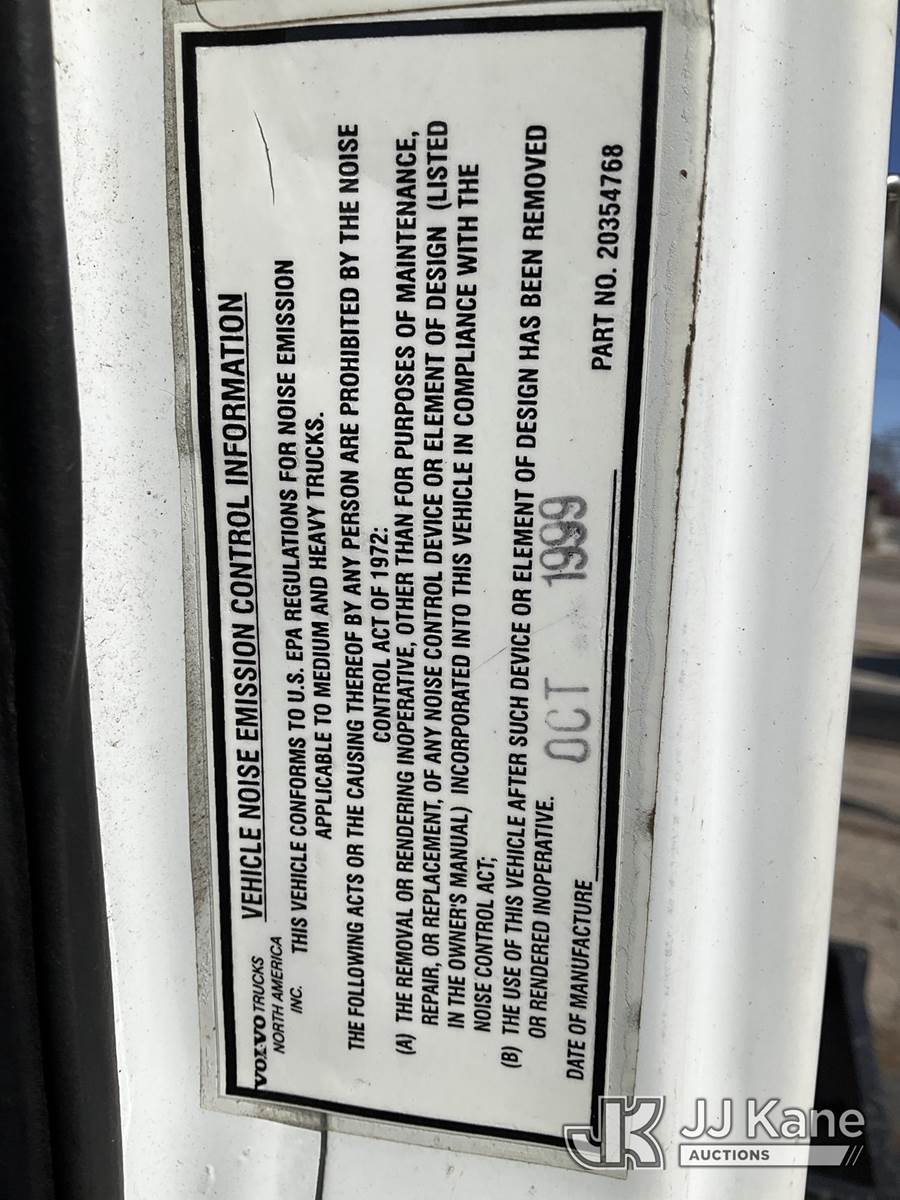 VOLVO TRUCKS
NORTH AMERICA
INC.
VEHICLE NOISE EMISSION CONTROL INFORMATION
THIS VEHICLE CONFORMS TO U.S. EPA REGULATIONS FOR NOISE EMISSION
APPLICABLE TO MEDIUM AND HEAVY TRUCKS.
THE FOLLOWING ACTS OR THE CAUSING THEREOF BY ANY PERSON ARE PROHIBITED BY THE NOISE
CONTROL ACT OF 1972:
(A) THE REMOVAL OR RENDERING INOPERATIVE, OTHER THAN FOR PURPOSES OF MAINTENANCE,
REPAIR, OR REPLACEMENT, OF ANY NOISE CONTROL DEVICE OR ELEMENT OF DESIGN (LISTED
IN THE OWNER'S MANUAL) INCORPORATED INTO THIS VEHICLE IN COMPLIANCE WITH THE
NOISE CONTROL ACT;
(B) THE USE OF THIS VEHICLE AFTER SUCH DEVICE OR ELEMENT OF DESIGN HAS BEEN REMOVED
OR RENDERED INOPERATIVE.
DATE OF MANUFACTURE OCT 1999 PART NO. 20354768
JK JJ Kane
AUCTIONS